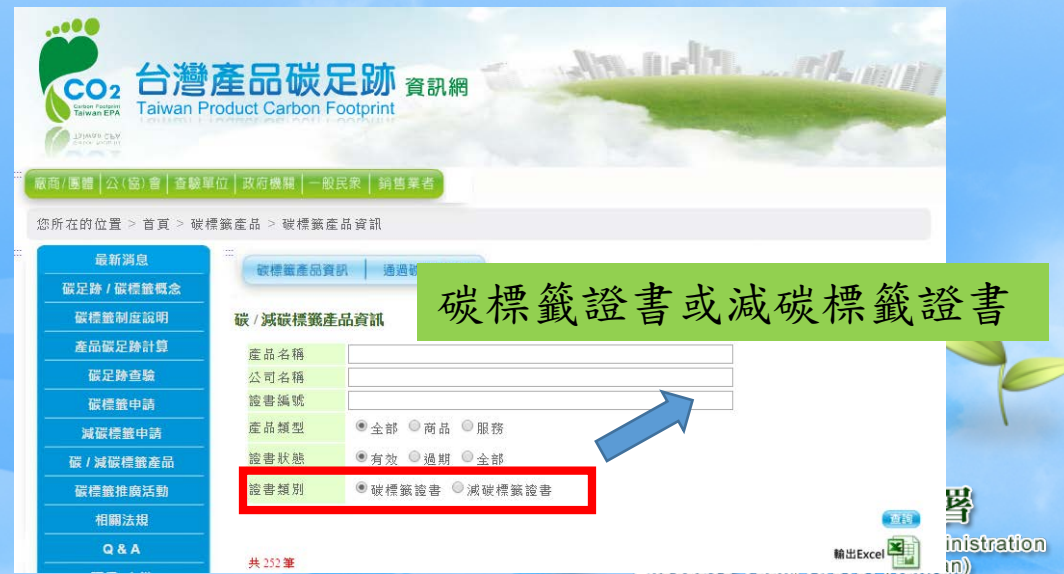 CO2
Carbon Footprint
Taiwan EPA
台灣產品碳足跡 資訊網
Taiwan Product Carbon Footprint
廠商/團體│公(協)會│查驗單位│政府機關│一般民眾│銷售業者
您所在的位置 > 首頁 > 碳標籤產品 > 碳標籤產品資訊
最新消息
碳足跡 / 碳標籤概念
碳標籤制度說明
產品碳足跡計算
碳足跡查驗
碳標籤申請
減碳標籤申請
碳 / 減碳標籤產品
碳標籤推廣活動
相關法規
Q & A
碳標籤產品資訊 │ 通過
碳標籤證書或減碳標籤證書
碳 / 減碳標籤產品資訊
產品名稱
公司名稱
證書編號
產品類型 全部 商品 服務
證書狀態 有效 過期 全部
證書類別 碳標籤證書 減碳標籤證書
查詢
共 252 筆
輸出Excel
署
inistration